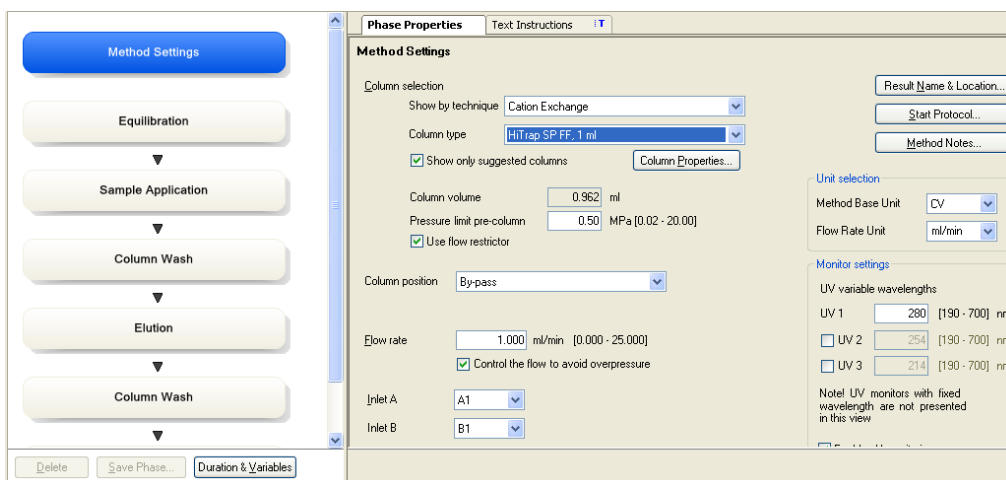 Method Settings
Equilibration
Sample Application
Column Wash
Elution
Column Wash
Delete
Save Phase...
Duration & Variables
Phase Properties
Text Instructions
T
Method Settings
Column selection
Show by technique Cation Exchange
Column type HiTrap SP FF, 1 ml
Show only suggested columns
Column Properties...
Column volume 0.962 ml
Pressure limit pre-column 0.50 MPa [0.02 - 20.00]
Use flow restrictor
Column position By-pass
Flow rate 1.000 ml/min [0.000 - 25.000]
Control the flow to avoid overpressure
Inlet A A1
Inlet B B1
Result Name & Location...
Start Protocol...
Method Notes...
Unit selection
Method Base Unit CV
Flow Rate Unit ml/min
Monitor settings
UV variable wavelengths
UV 1 280 [190 - 700] nm
UV 2 254 [190 - 700] nm
UV 3 214 [190 - 700] nm
Note! UV monitors with fixed
wavelength are not presented
in this view